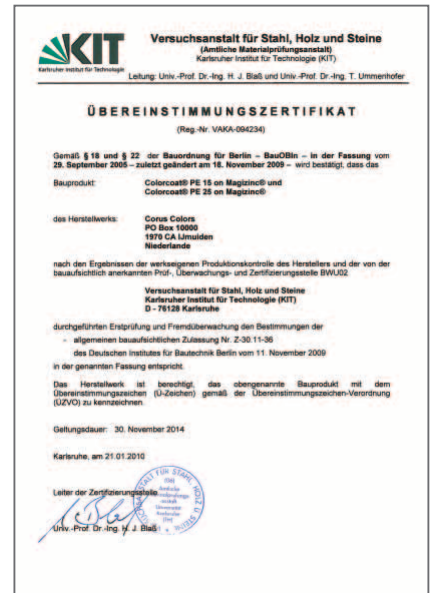 KIT
Karlsruher Institut für Technologie
Versuchsanstalt für Stahl, Holz und Steine
(Amtliche Materialprüfungsanstalt)
Karlsruher Institut für Technologie (KIT)
Leitung: Univ.-Prof. Dr.-Ing. H. J. Blaß und Univ.-Prof. Dr.-Ing. T. Ummenhofer
ÜBEREINSTIMMUNGSZERTIFIKAT
(Reg.-Nr. VAKA-094234)
Gemäß § 18 und § 22 der Bauordnung für Berlin – BauOBln – in der Fassung vom
29. September 2005 – zuletzt geändert am 18. November 2009 – wird bestätigt, dass das
Bauprodukt: Colorcoat® PE 15 on Magizinc® und
Colorcoat® PE 25 on Magizinc®
des Herstellwerks: Corus Colors
PO Box 10000
1970 CA IJmuiden
Niederlande
nach den Ergebnissen der werkseigenen Produktionskontrolle des Herstellers und der von der
bauaufsichtlich anerkannten Prüf-, Überwachungs- und Zertifizierungsstelle BWU02
Versuchsanstalt für Stahl, Holz und Steine
Karlsruher Institut für Technologie (KIT)
D - 76128 Karlsruhe
durchgeführten Erstprüfung und Fremdüberwachung den Bestimmungen der
- allgemeinen bauaufsichtlichen Zulassung Nr. Z-30.11-36
des Deutschen Institutes für Bautechnik Berlin vom 11. November 2009
in der genannten Fassung entspricht.
Das Herstellwerk ist berechtigt, das obengenannte Bauprodukt mit dem
Übereinstimmungszeichen (Ü-Zeichen) gemäß der Übereinstimmungszeichen-Verordnung
(ÜZVO) zu kennzeichnen.
Geltungsdauer: 30. November 2014
Karlsruhe, am 21.01.2010
Leiter der Zertifizierungsstelle
Univ.-Prof. Dr.-Ing. H. J. Blaß